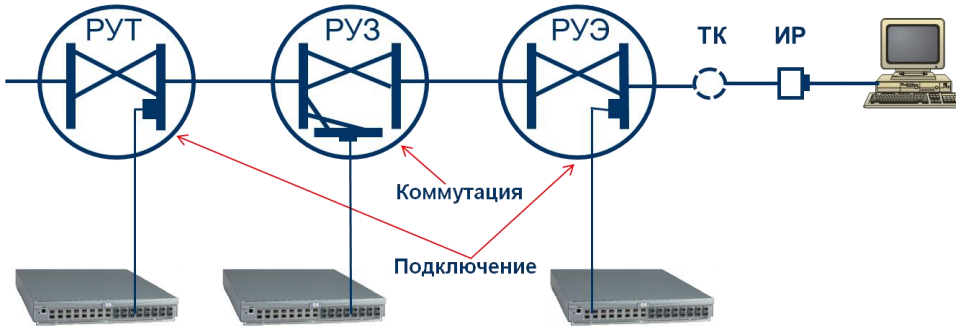 РУТ
РУЗ
РУЭ
ТК
ИР
Коммутация
Подключение